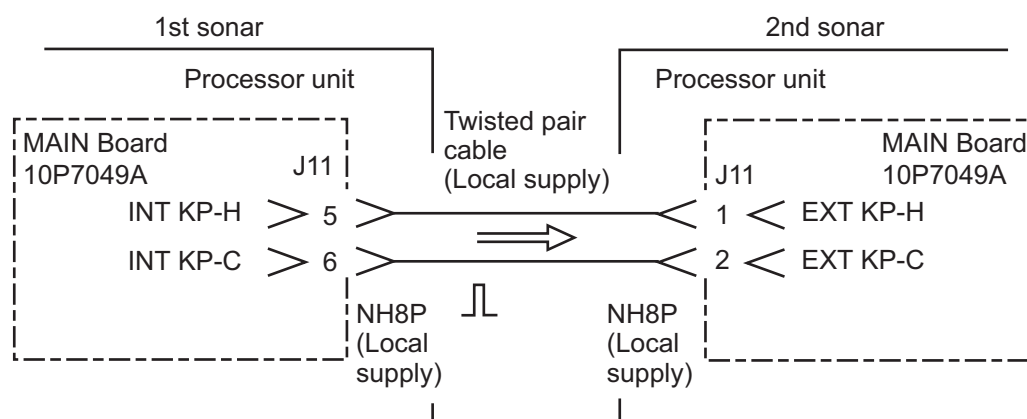 1st sonar
2nd sonar
Processor unit
Processor unit
Twisted pair
cable
(Local supply)
MAIN Board
10P7049A
J11
J11
MAIN Board
10P7049A
INT KP-H
5
1
EXT KP-H
INT KP-C
6
2
EXT KP-C
NH8P
(Local
supply)
NH8P
(Local
supply)